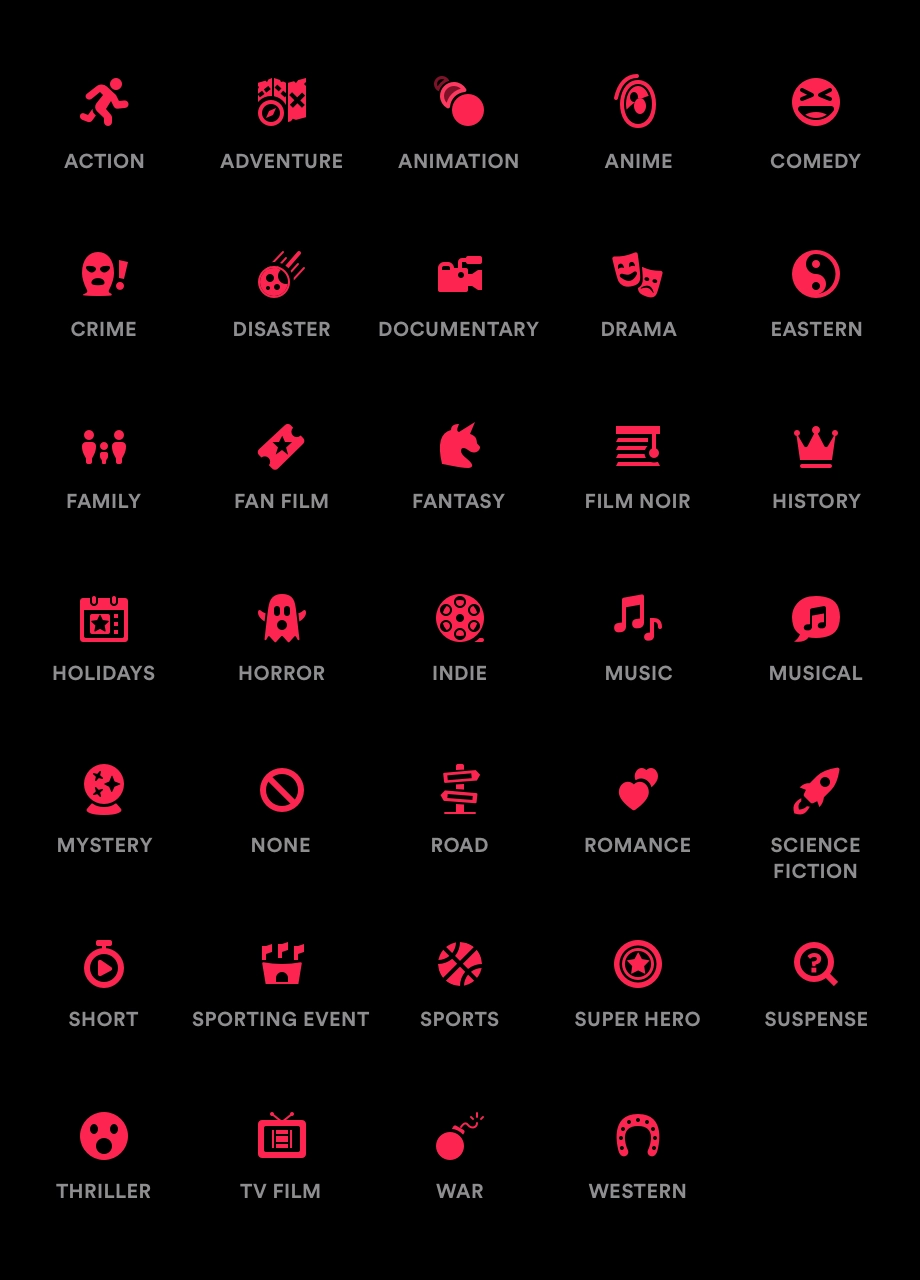 ACTION
ADVENTURE
ANIMATION
ANIME
COMEDY
CRIME
DISASTER
DOCUMENTARY
DRAMA
EASTERN
FAMILY
FAN FILM
FANTASY
FILM NOIR
HISTORY
HOLIDAYS
HORROR
INDIE
MUSIC
MUSICAL
MYSTERY
NONE
ROAD
ROMANCE
SCIENCE
FICTION
SHORT
SPORTING EVENT
SPORTS
SUPER HERO
?
SUSPENSE
THRILLER
TV FILM
WAR
WESTERN